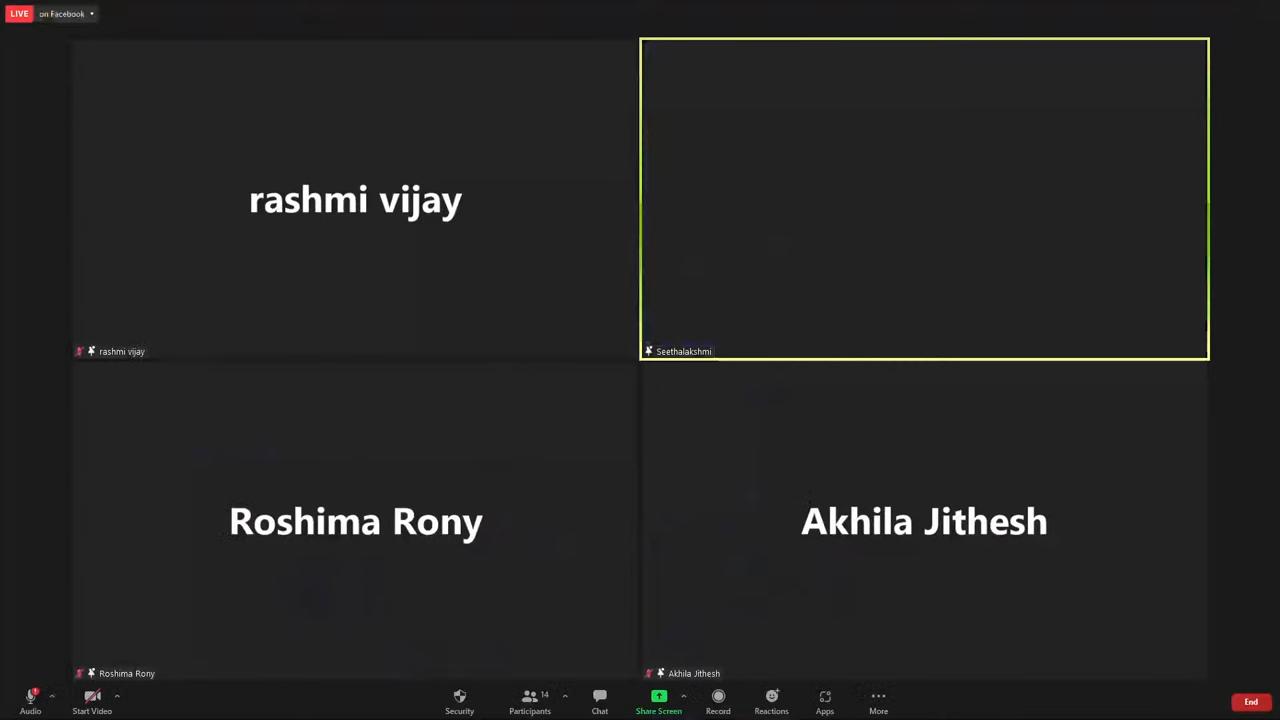 LIVE on Facebook
rashmi vijay
rashmi vijay
Seethalakshmi
Roshima Rony
Akhila Jithesh
Roshima Rony
Akhila Jithesh
Audio
Start Video
Security
Participants 14
Chat
Share Screen
Record
Reactions
Apps
More
End